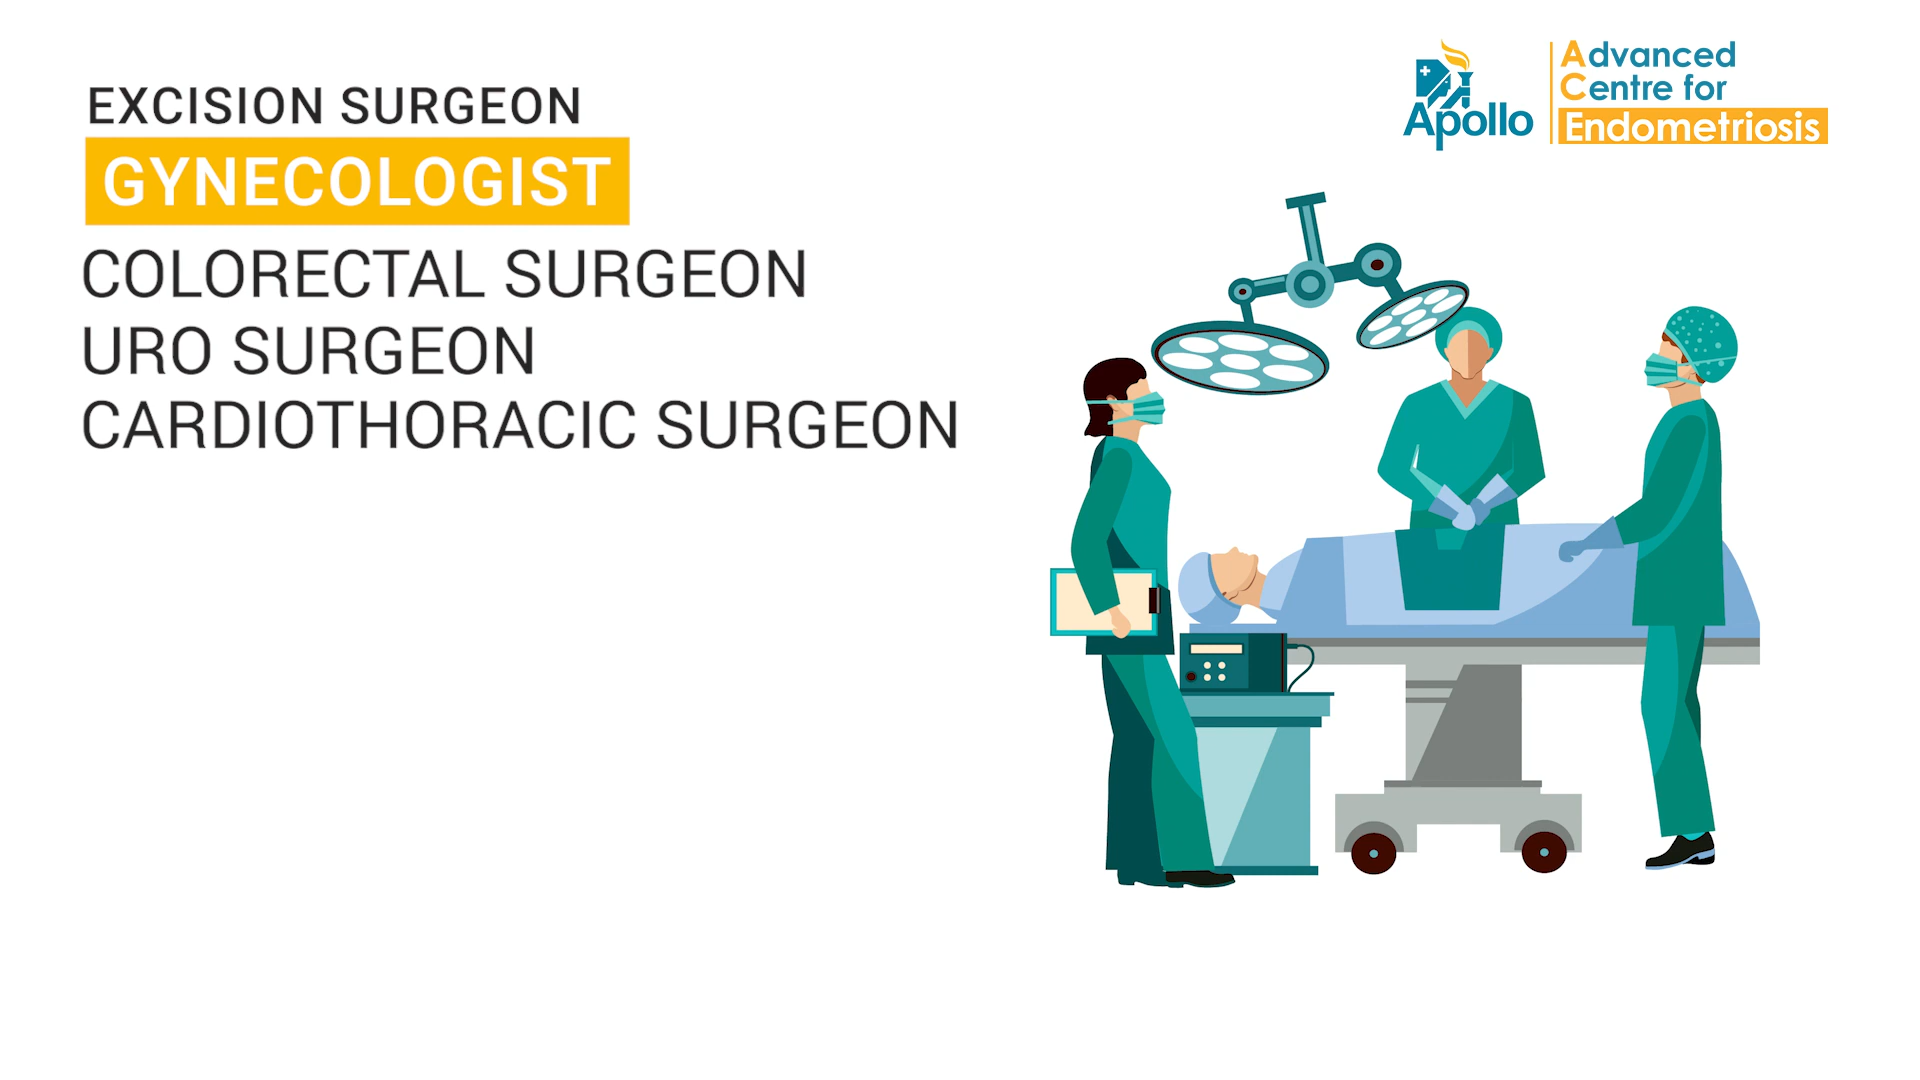 EXCISION SURGEON
GYNECOLOGIST
COLORECTAL SURGEON
URO SURGEON
CARDIOTHORACIC SURGEON
Apollo
Advanced
Centre for
Endometriosis